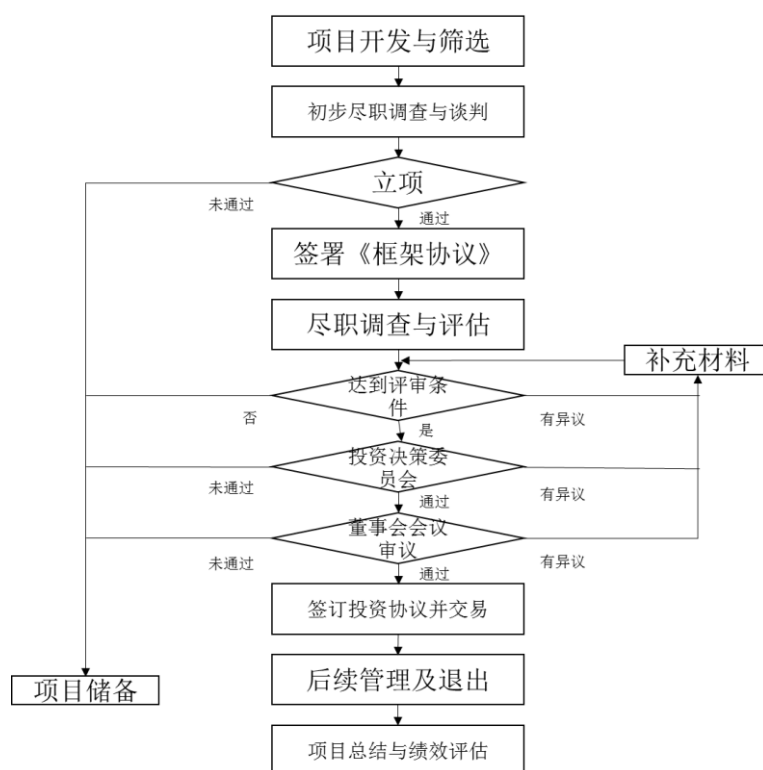 项目开发与筛选
初步尽职调查与谈判
立项
未通过
通过
签署《框架协议》
尽职调查与评估
补充材料
达到评审条
件
否
有异议
是
投资决策委
员会
未通过
有异议
通过
董事会会议
审议
未通过
有异议
通过
签订投资协议并交易
后续管理及退出
项目储备
项目总结与绩效评估